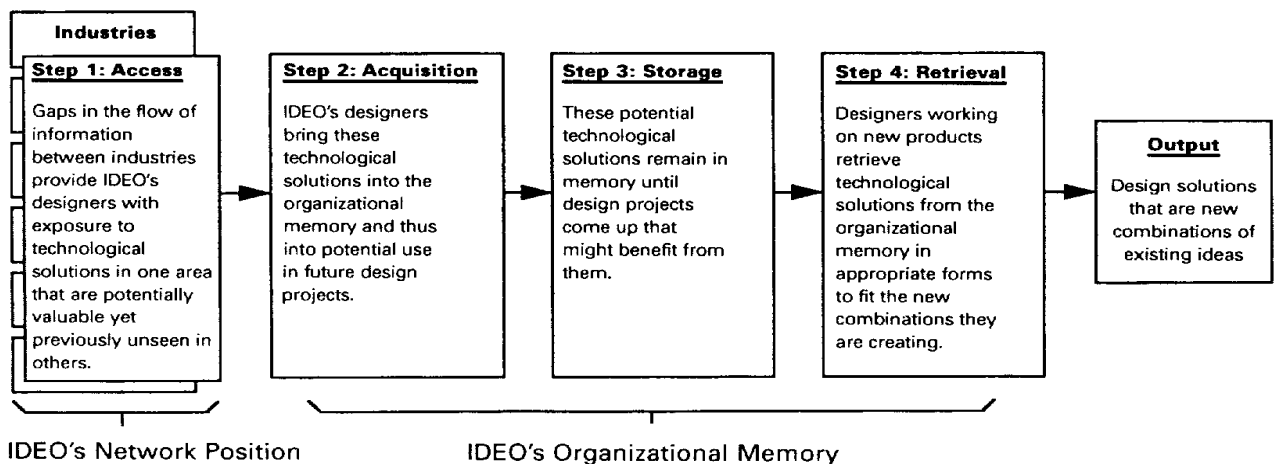 Industries
Step 1: Access
Gaps in the flow of
information
between industries
provide IDEO's
designers with
exposure to
technological
solutions in one area
that are potentially
valuable yet
previously unseen in
others.
Step 2: Acquisition
IDEO's designers
bring these
technological
solutions into the
organizational
memory and thus
into potential use
in future design
projects.
Step 3: Storage
These potential
technological
solutions remain in
memory until
design projects
come up that
might benefit from
them.
Step 4: Retrieval
Designers working
on new products
retrieve
technological
solutions from the
organizational
memory in
appropriate forms
to fit the new
combinations they
are creating.
Output
Design solutions
that are new
combinations of
existing ideas
IDEO's Network Position
IDEO's Organizational Memory